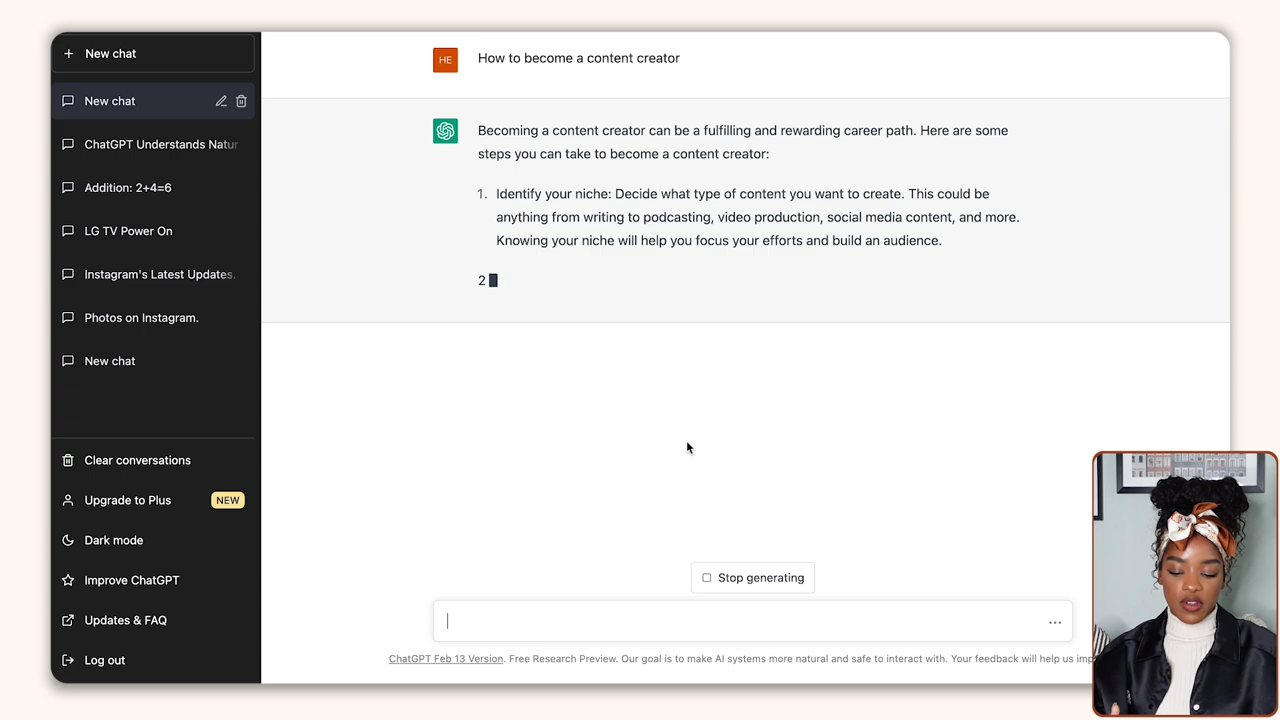 New chat
New chat
ChatGPT Understands Natur
Addition: 2+4=6
LG TV Power On
Instagram's Latest Updates.
Photos on Instagram.
New chat
Clear conversations
Upgrade to Plus NEW
Dark mode
Improve ChatGPT
Updates & FAQ
Log out
HE How to become a content creator
Becoming a content creator can be a fulfilling and rewarding career path. Here are some
steps you can take to become a content creator:
1. Identify your niche: Decide what type of content you want to create. This could be
anything from writing to podcasting, video production, social media content, and more.
Knowing your niche will help you focus your efforts and build an audience.
2
Stop generating
ChatGPT Feb 13 Version. Free Research Preview. Our goal is to make AI systems more natural and safe to interact with. Your feedback will help us imp